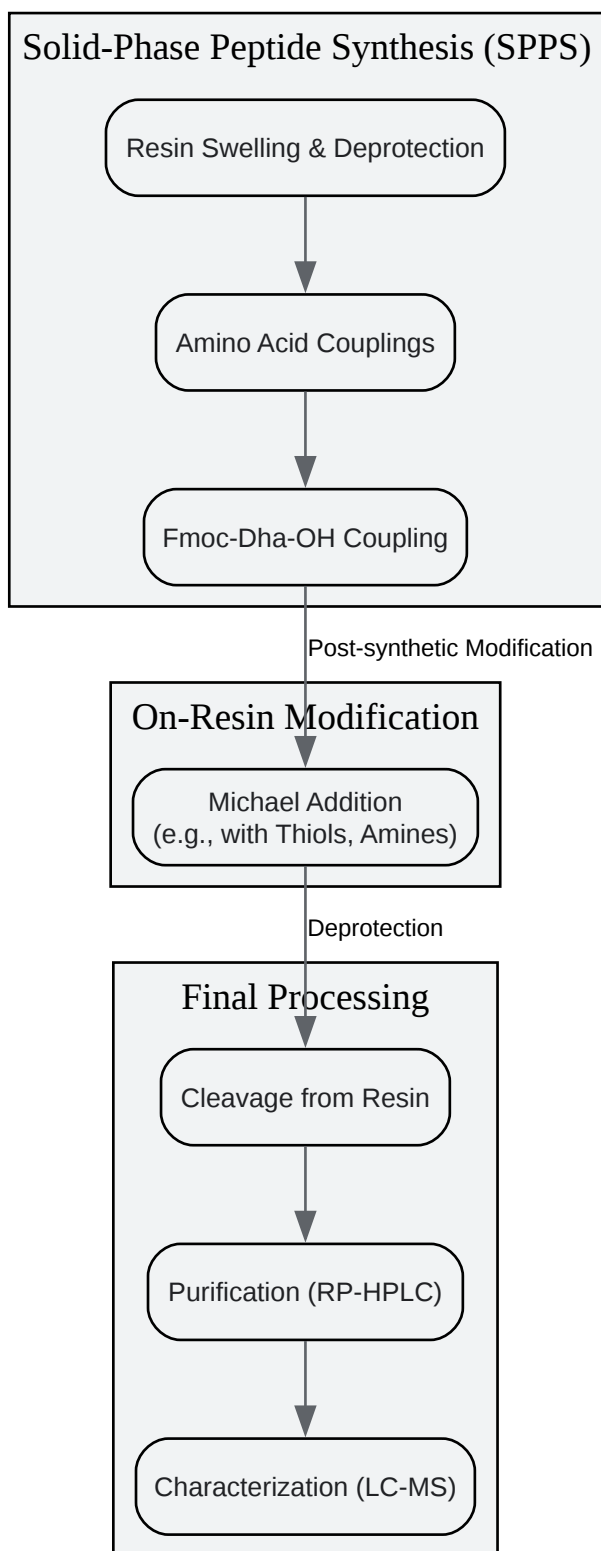 Solid-Phase Peptide Synthesis (SPPS)
Resin Swelling & Deprotection
Amino Acid Couplings
Fmoc-Dha-OH Coupling
Post-synthetic Modification
On-Resin Modification
Michael Addition
(e.g., with Thiols, Amines)
Deprotection
Final Processing
Cleavage from Resin
Purification (RP-HPLC)
Characterization (LC-MS)